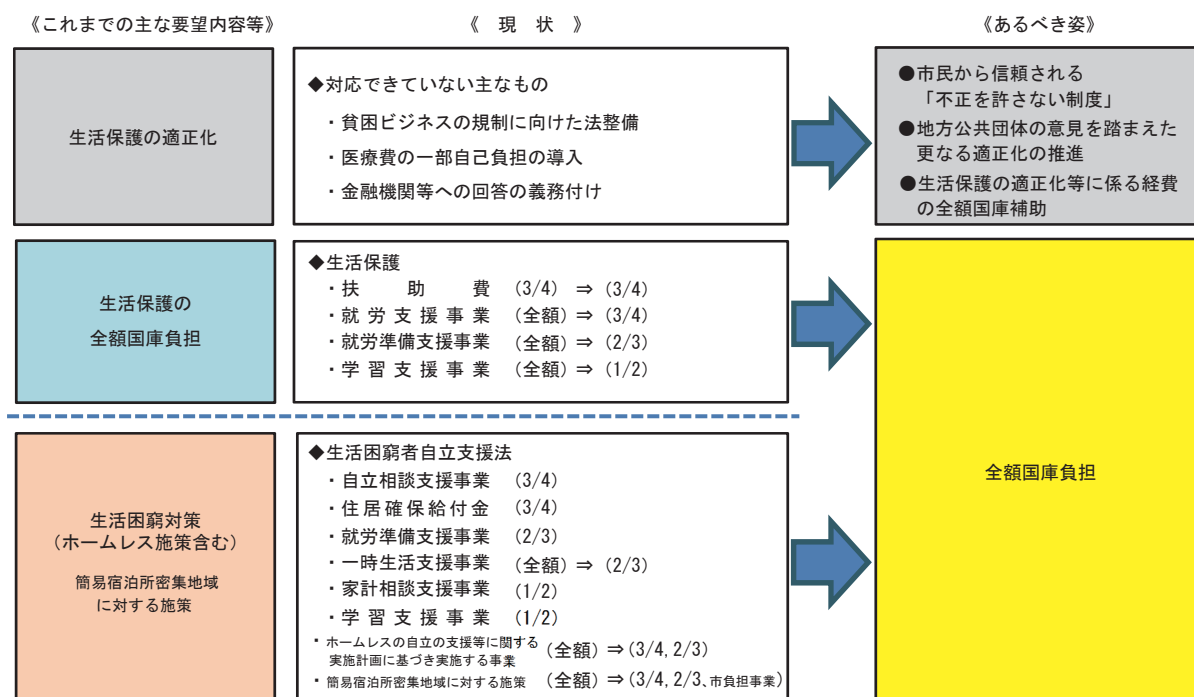 《これまでの主な要望内容等》
《 現 状 》
《あるべき姿》
生活保護の適正化
◆対応できていない主なもの
・貧困ビジネスの規制に向けた法整備
・医療費の一部自己負担の導入
・金融機関等への回答の義務付け
●市民から信頼される
「不正を許さない制度」
●地方公共団体の意見を踏まえた
更なる適正化の推進
●生活保護の適正化等に係る経費
の全額国庫補助
生活保護の
全額国庫負担
◆生活保護
・扶 助 費 (3/4) ⇒ (3/4)
・就 労 支 援 事 業 (全額) ⇒ (3/4)
・就労準備支援事業 (全額) ⇒ (2/3)
・学 習 支 援 事 業 (全額) ⇒ (1/2)
生活困窮対策
(ホームレス施策含む)
簡易宿泊所密集地域
に対する施策
◆生活困窮者自立支援法
・自立相談支援事業 (3/4)
・住居確保給付金 (3/4)
・就労準備支援事業 (2/3)
・一時生活支援事業 (全額) ⇒ (2/3)
・家計相談支援事業 (1/2)
・学 習 支 援 事 業 (1/2)
・ホームレスの自立の支援等に関する
実施計画に基づき実施する事業 (全額) ⇒ (3/4, 2/3)
・簡易宿泊所密集地域に対する施策 (全額) ⇒ (3/4, 2/3、市負担事業)
全額国庫負担